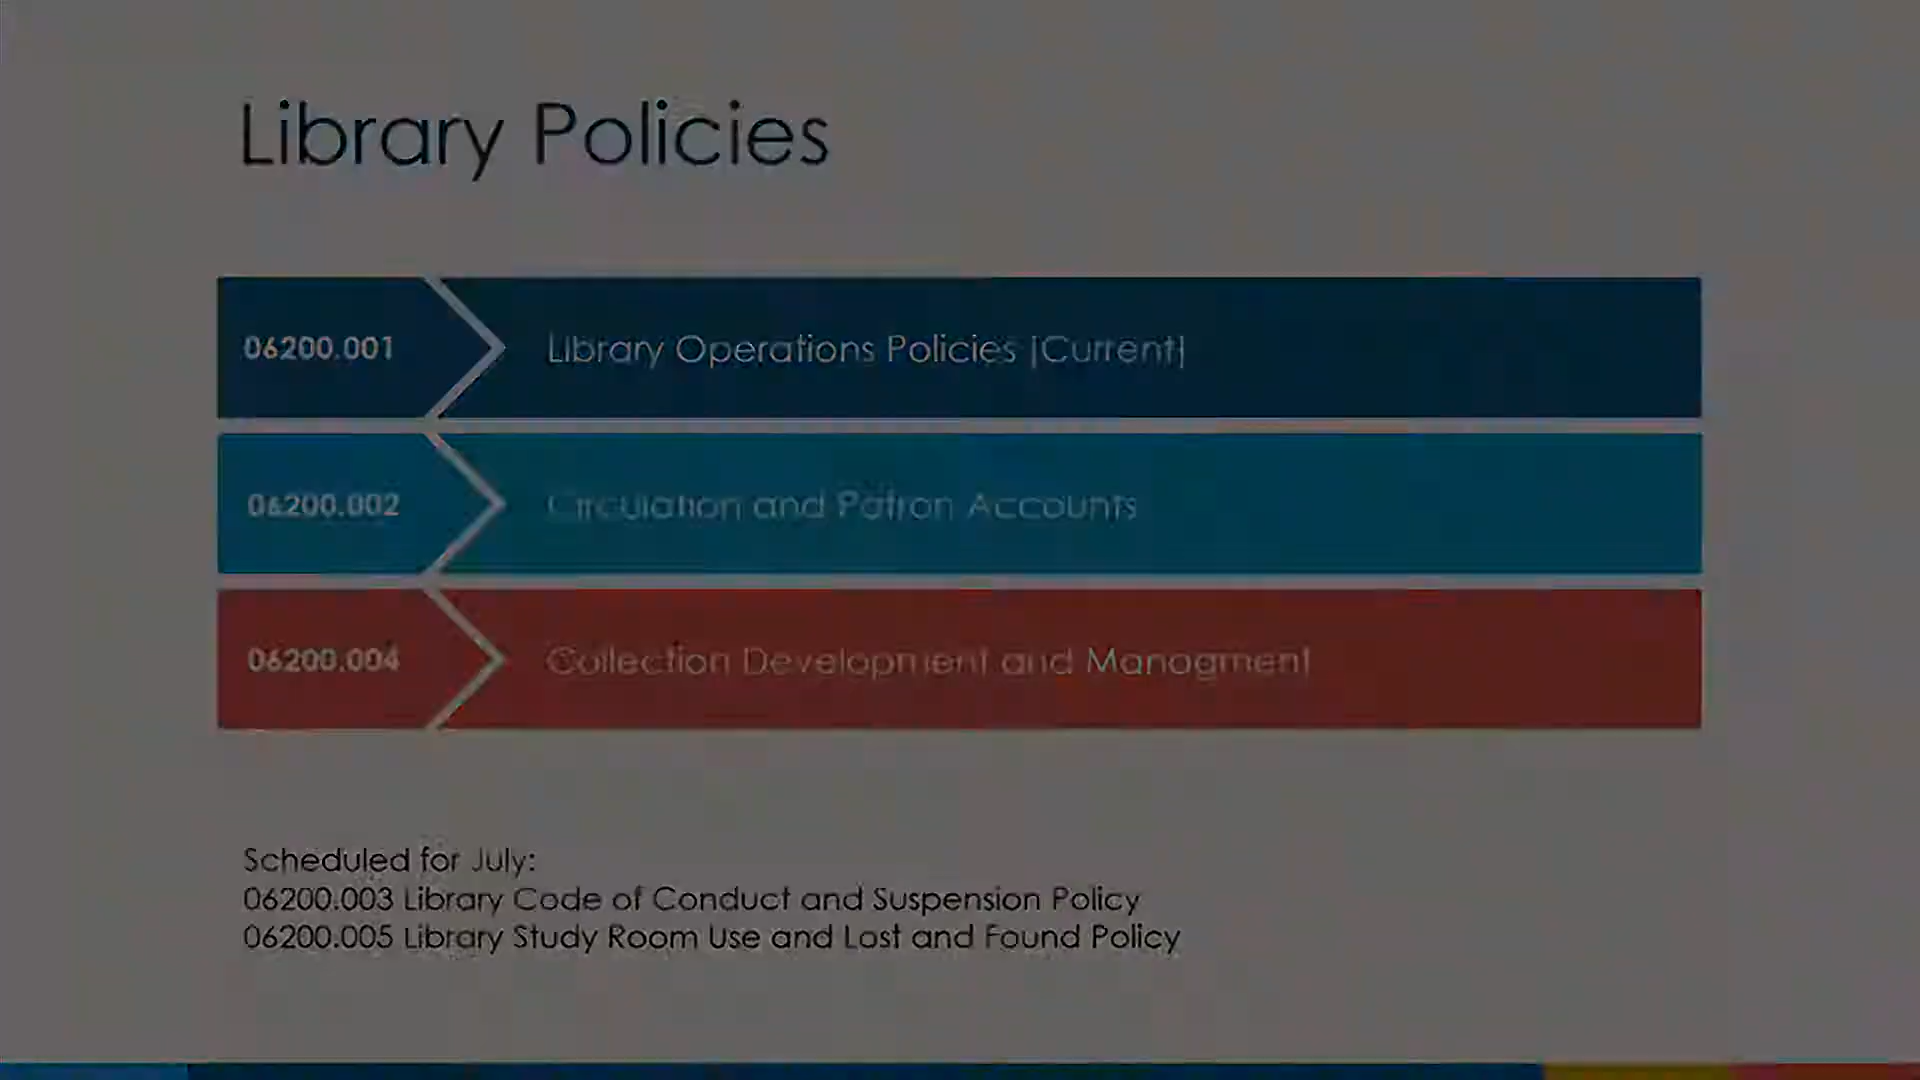 Library Policies
06200.001 Library Operations Policies (Current)
06200.002 Circulation and Patron Accounts
06200.004 Collection Development and Managment
Scheduled for July:
06200.003 Library Code of Conduct and Suspension Policy
06200.005 Library Study Room Use and Lost and Found Policy